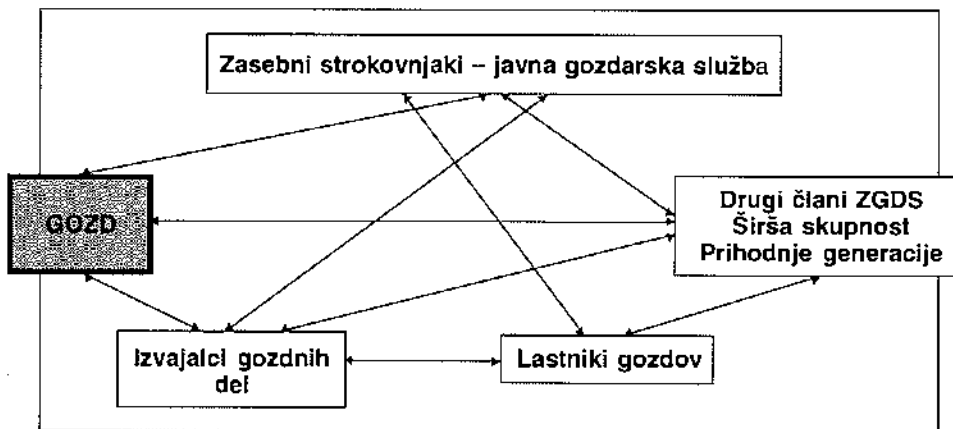 Zasebni strokovnjaki – javna gozdarska služba
GOZD
Drugi člani ZGDS
Širša skupnost
Prihodnje generacije
Izvajalci gozdnih
del
Lastniki gozdov